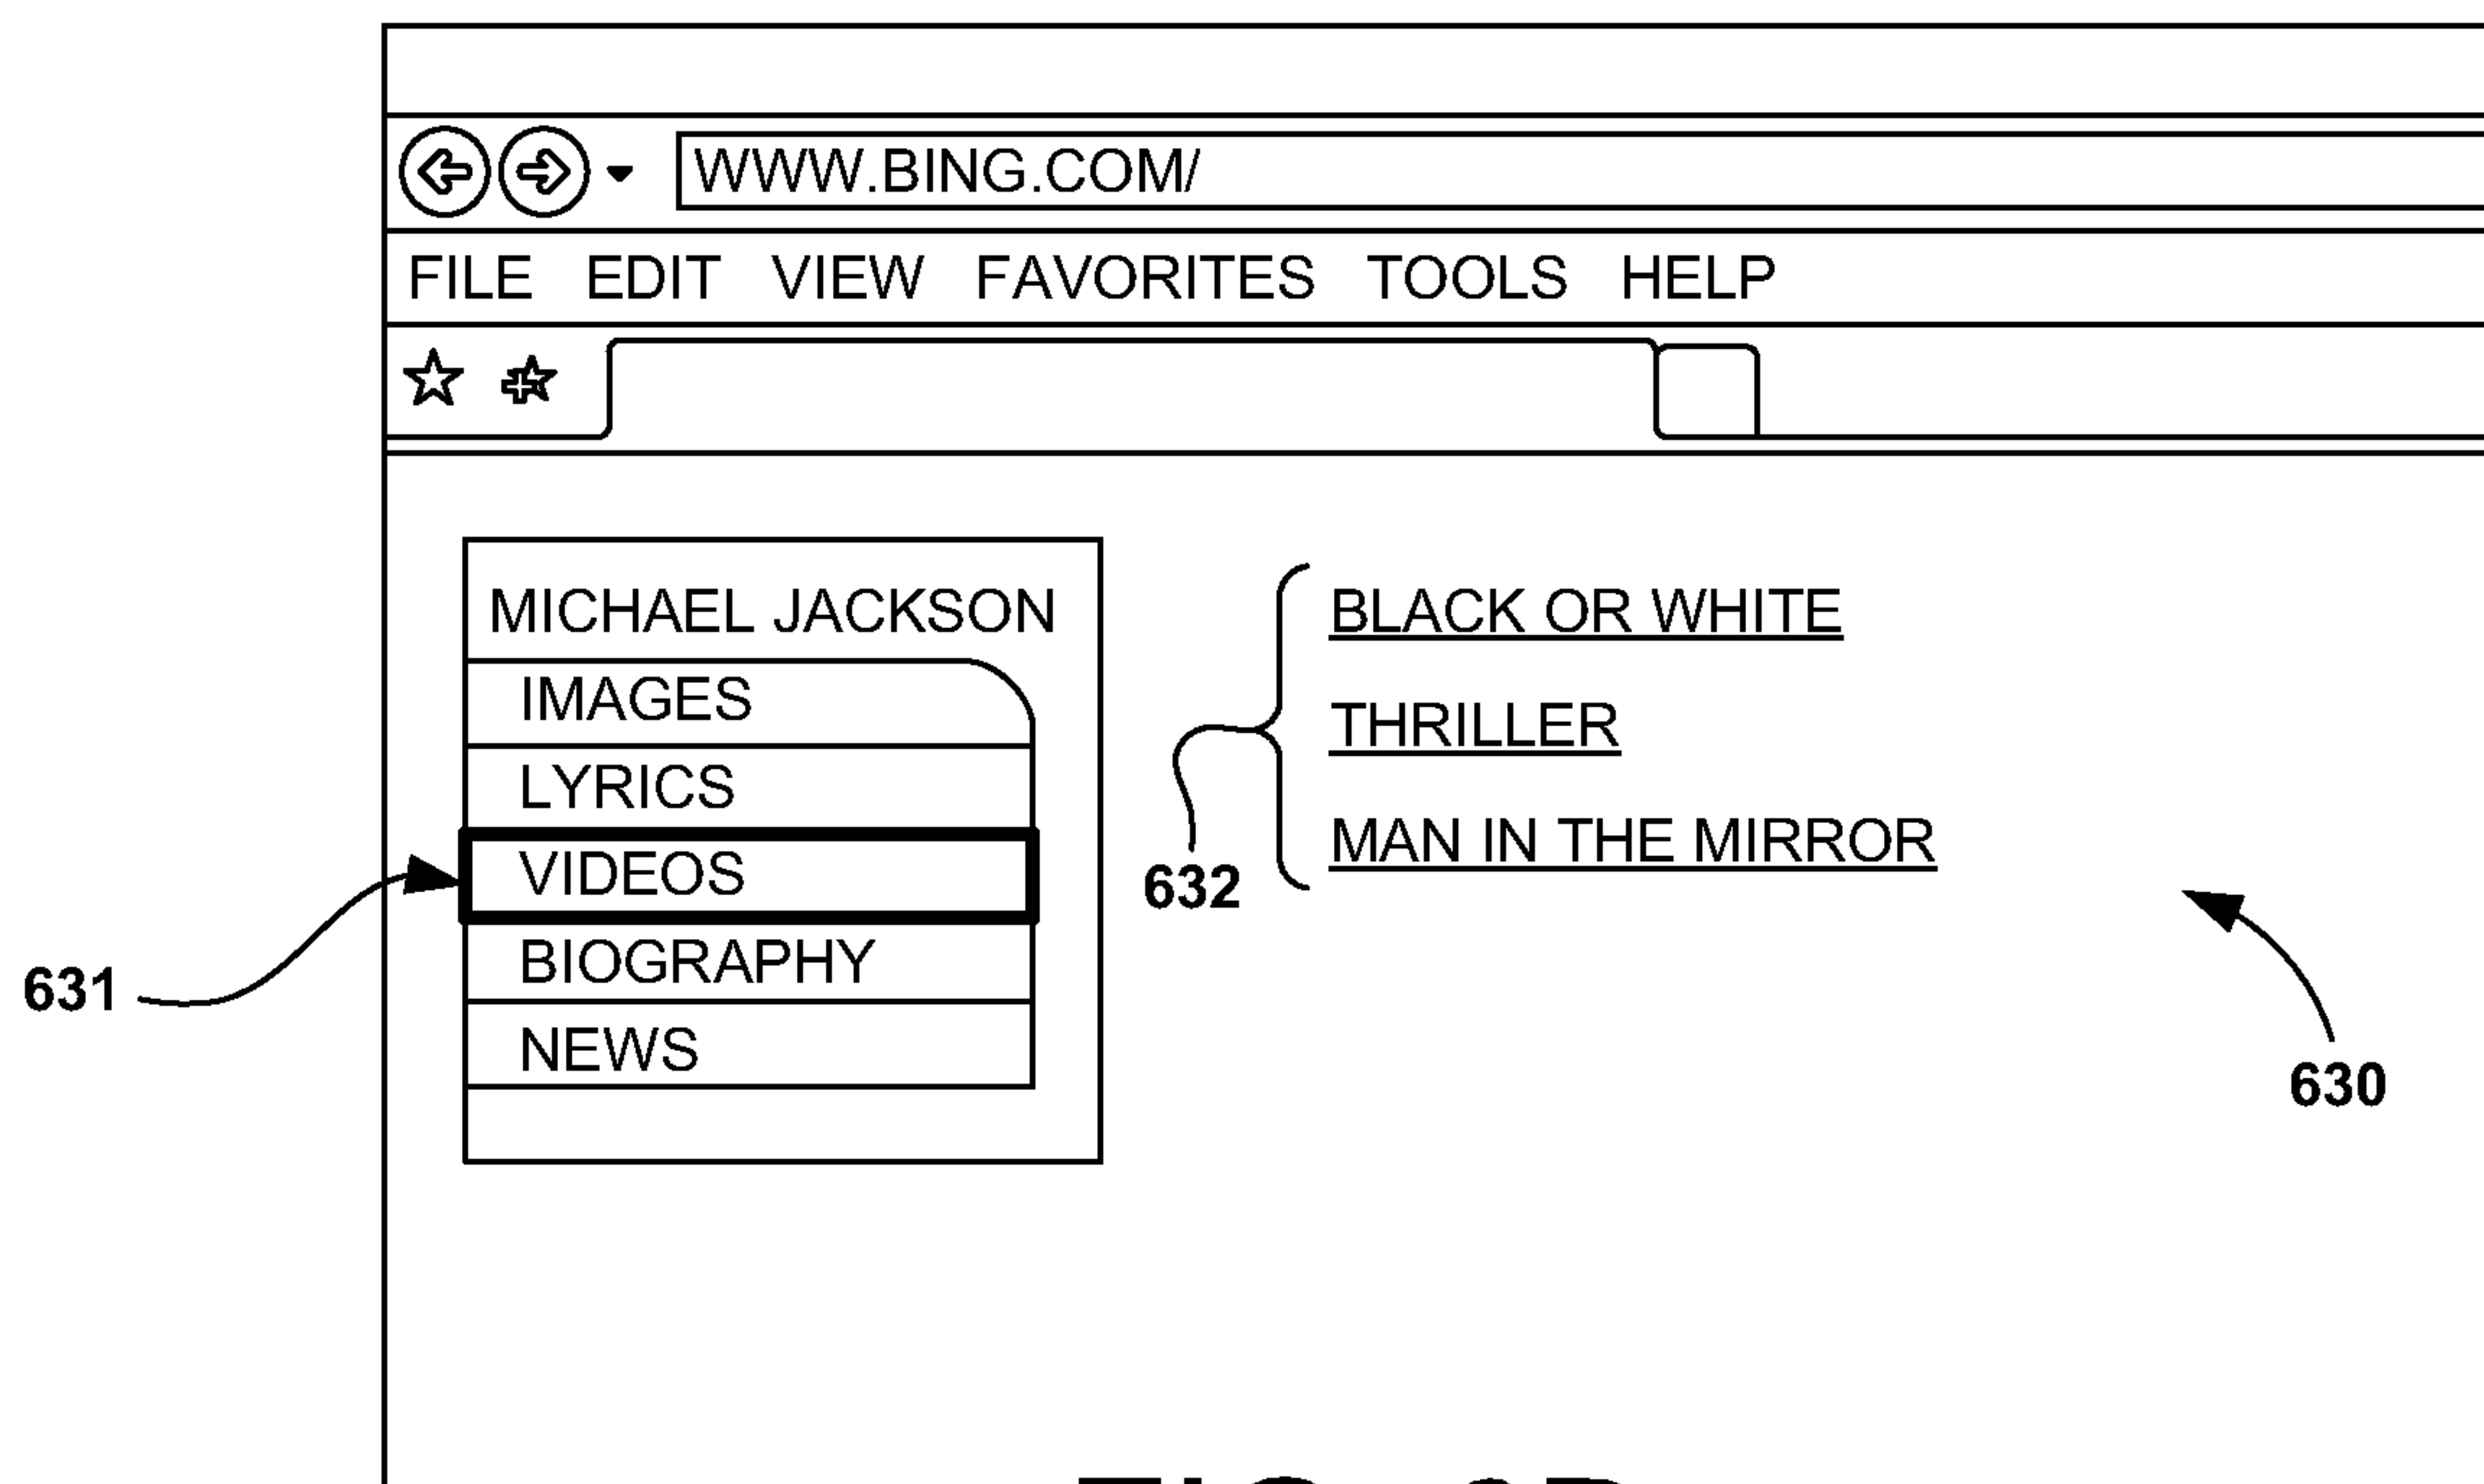 WWW.BING.COM/
FILE EDIT VIEW FAVORITES TOOLS HELP
MICHAEL JACKSON
IMAGES
LYRICS
VIDEOS
BIOGRAPHY
NEWS
BLACK OR WHITE
THRILLER
MAN IN THE MIRROR
632
631
630